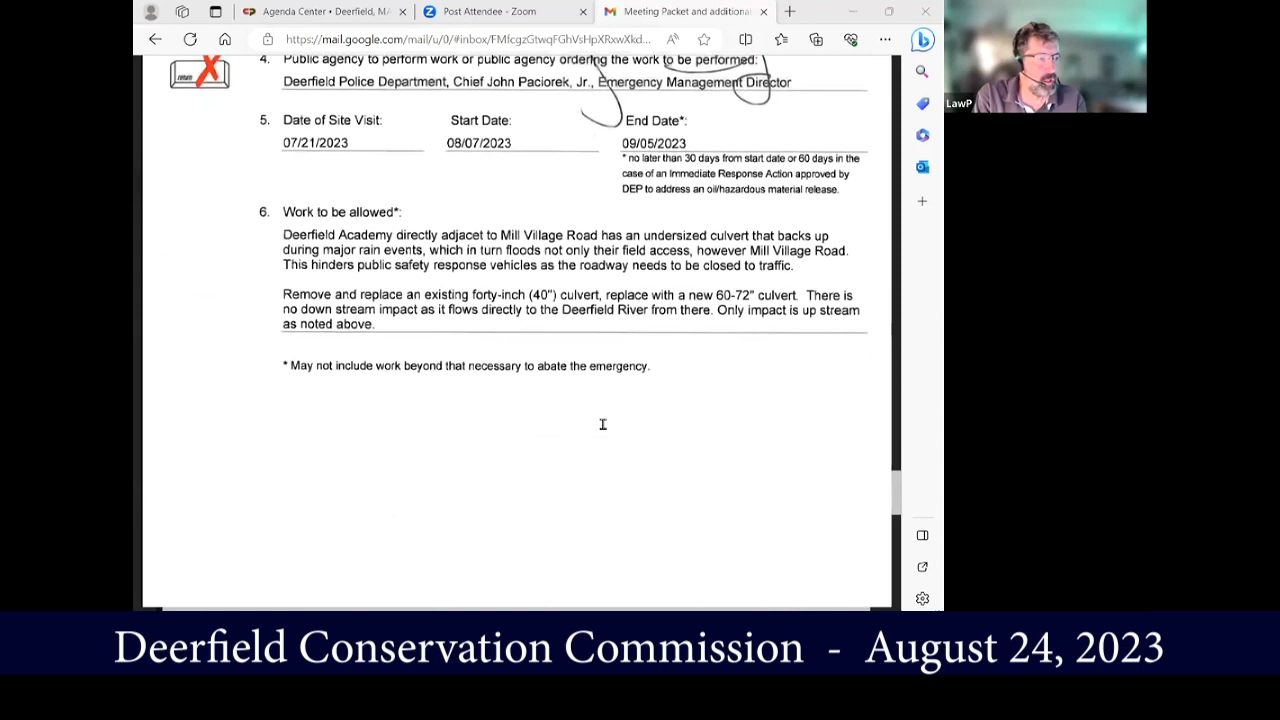 Agenda Center • Deerfield, MA
Post Attendee - Zoom
Meeting Packet and additional
https://mail.google.com/mail/u/0/#inbox/FMfcgzGtwqFGhVsHpXRxwXkd...
4. Public agency to perform work or public agency ordering the work to be performed:
return
Deerfield Police Department, Chief John Paciorek, Jr., Emergency Management Director
5. Date of Site Visit: Start Date: End Date*:
07/21/2023 08/07/2023 09/05/2023
* no later than 30 days from start date or 60 days in the
case of an Immediate Response Action approved by
DEP to address an oil/hazardous material release.
6. Work to be allowed*:
Deerfield Academy directly adjacet to Mill Village Road has an undersized culvert that backs up
during major rain events, which in turn floods not only their field access, however Mill Village Road.
This hinders public safety response vehicles as the roadway needs to be closed to traffic.
Remove and replace an existing forty-inch (40") culvert, replace with a new 60-72" culvert. There is
no down stream impact as it flows directly to the Deerfield River from there. Only impact is up stream
as noted above.
* May not include work beyond that necessary to abate the emergency.
LawP
Deerfield Conservation Commission - August 24, 2023